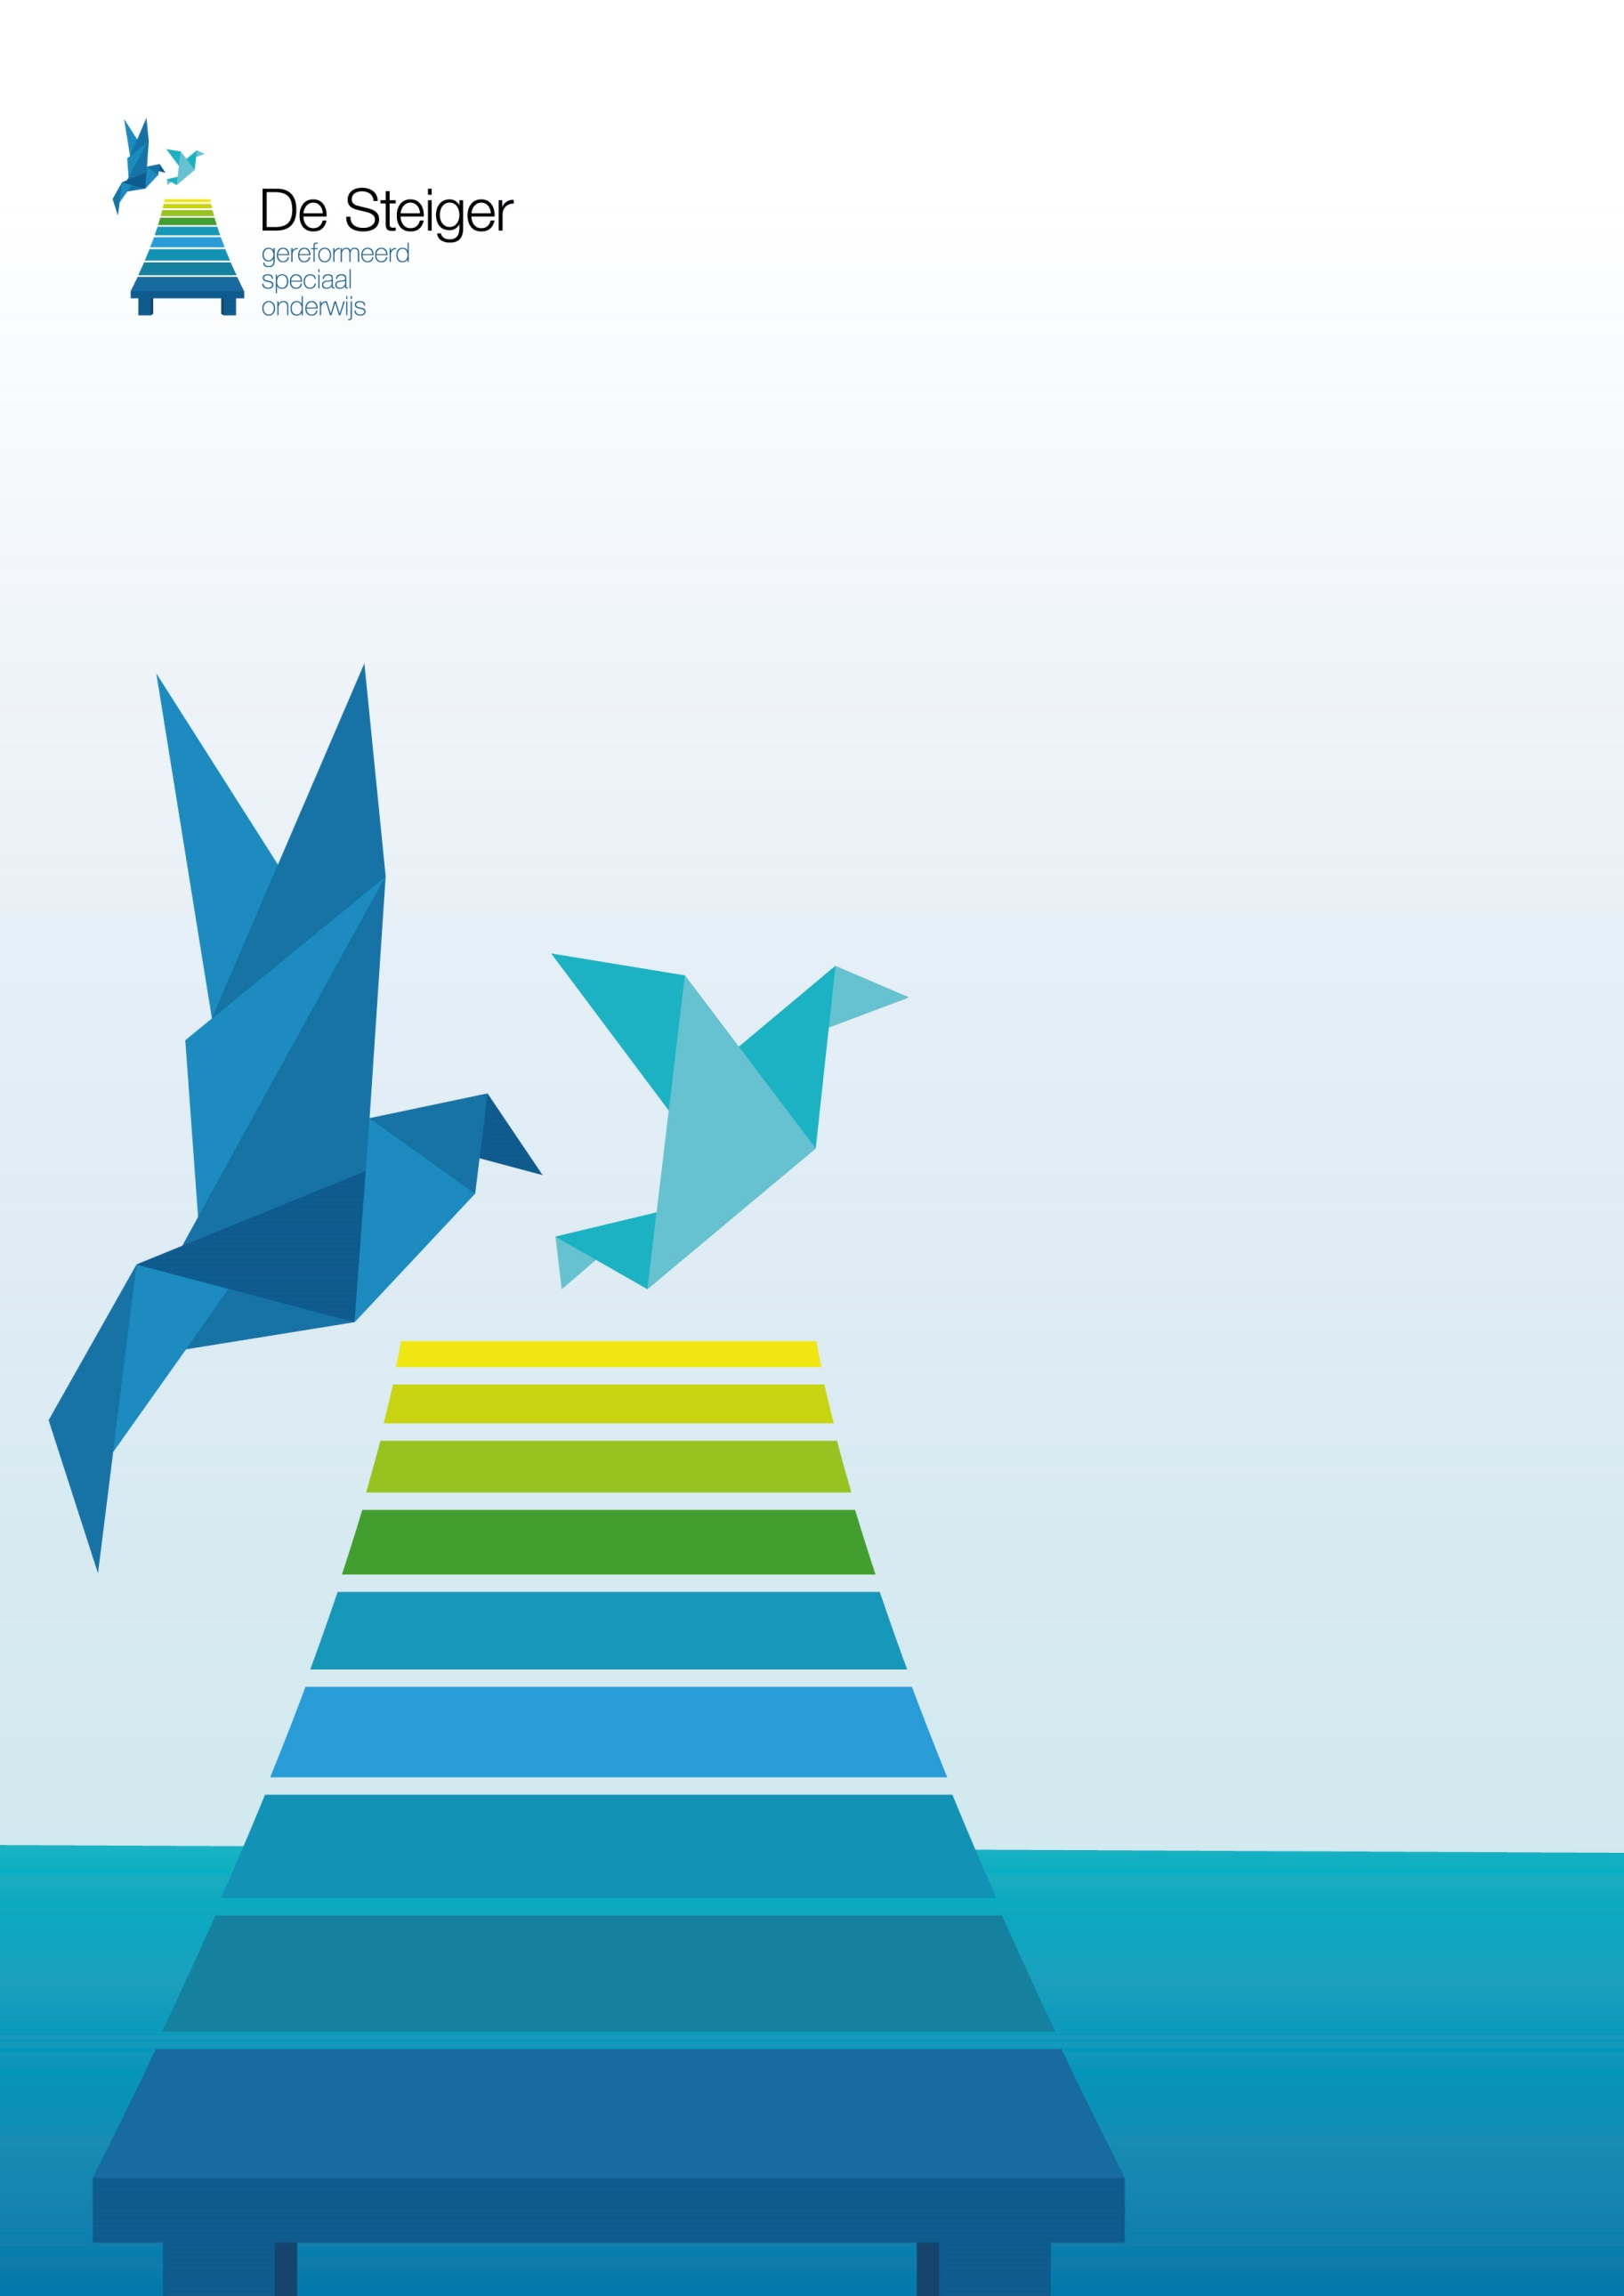 De Steiger
gereformeerd
speciaal
onderwijs